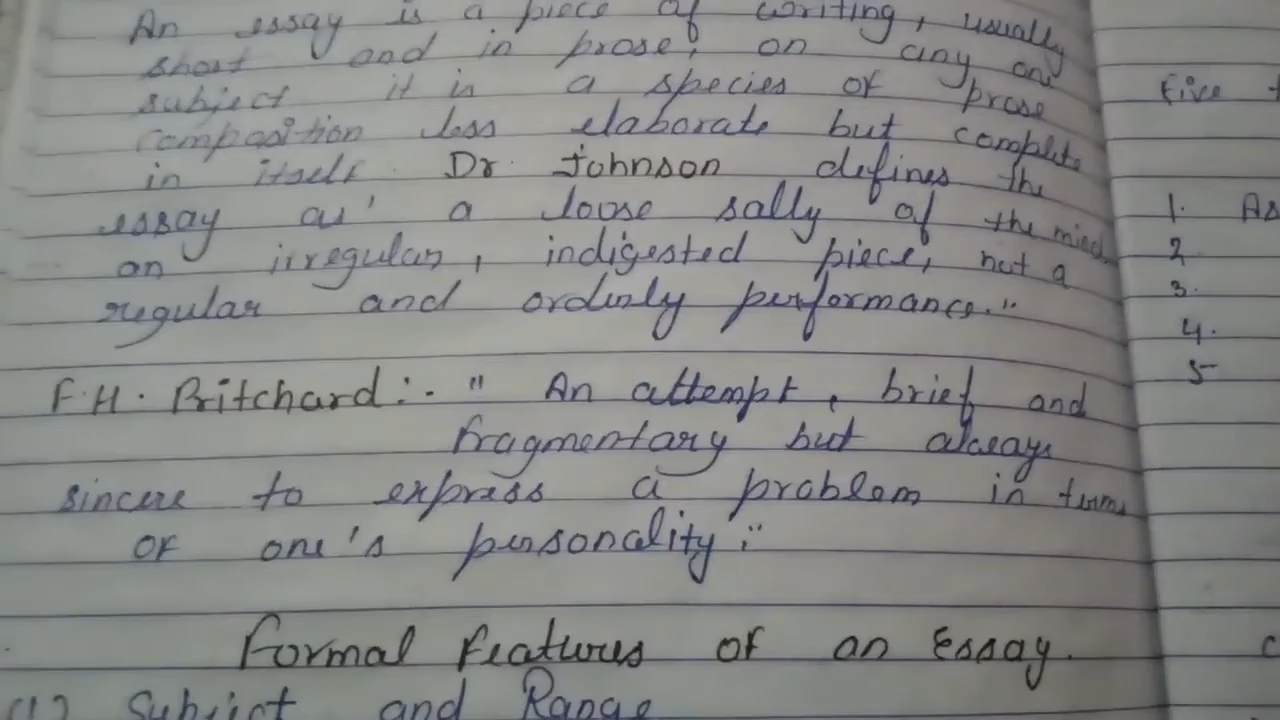 An essay is a piece of writing, usually
short and in prose, on any one
subject it is a species of prose
composition less elaborate but complete
in itself. Dr. Johnson defines the
essay as' a loose sally of the mind,
an irregular, indigested piece, not a
regular and orderly performance."
F.H. Pritchard:- " An attempt, brief and
fragmentary but always
sincere to express a problem in terms
of one's personality."
Formal Features of an Essay.
(1) Subject and Range
Five
1. As
2
3.
4.
5